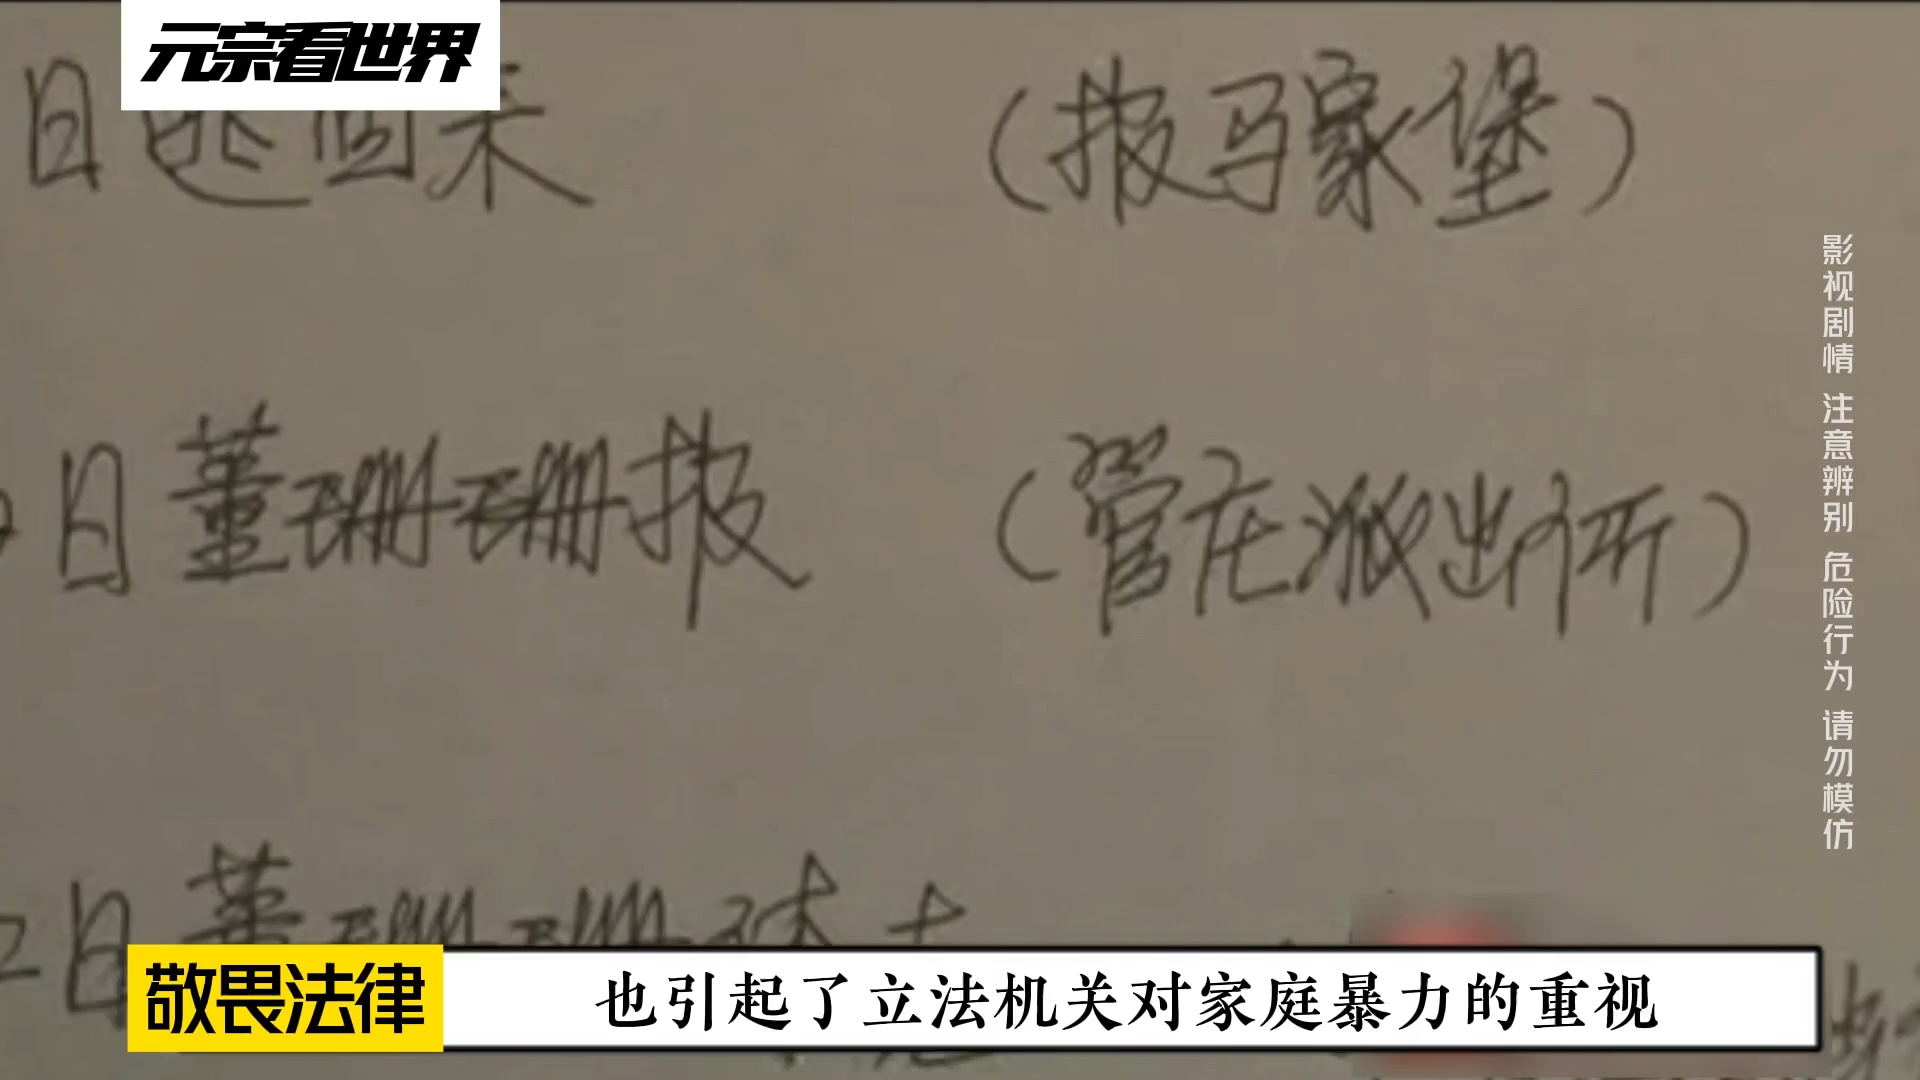 元宗看世界
日逃回来 (报马家堡)
日董珊珊报 (管庄派出所)
2日董珊珊
影视剧情 注意辨别 危险行为 请勿模仿
敬畏法律
也引起了立法机关对家庭暴力的重视